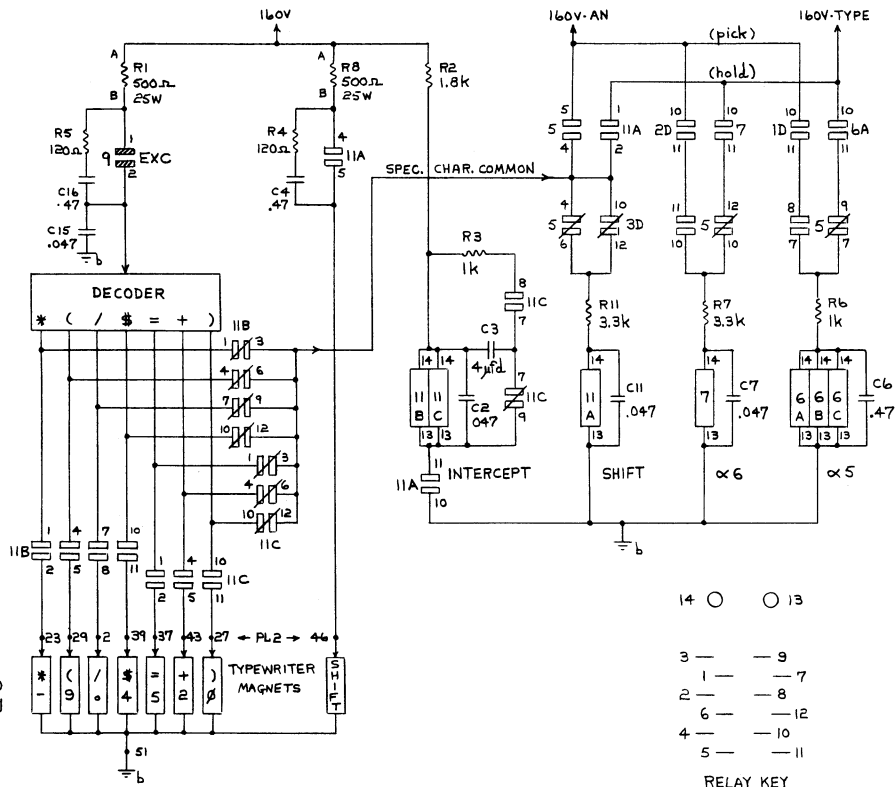 160V
160V-AN
160V-TYPE
(pick)
(hold)
A
R1
500Ω
25W
B
A
R8
500Ω
25W
B
R2
1.8k
R5
120Ω
1
9
EXC
2
C16
.47
C15
.047
b
R4
120Ω
4
11A
5
C4
.47
SPEC. CHAR. COMMON
5
5
4
1
11A
2
10
2D
11
10
7
11
10
1D
11
10
6A
11
4
5
6
10
3D
12
11
10
12
5
10
8
7
9
5
7
R3
1k
8
11C
7
R11
3.3k
R7
3.3k
R6
1k
DECODER
* ( / $ = + )
11B
1 3
4 6
7 9
10 12
1 3
4 6
10 12
11C
14 14
11B
11C
13 13
C3
4μfd
C2
.047
7
11C
9
INTERCEPT
11A
11
10
14
11A
13
C11
.047
SHIFT
14
7
13
C7
.047
∝6
14 14 14
6A
6B
6C
13 13 13
C6
.47
∝5
b
11B
1
2
4
5
7
8
10
11
1
2
4
5
10
11
11C
23 29 2 39 37 43 27 ← PL2 → 46
* ( / $ = + )
- 9 . 4 5 2 Ø
TYPEWRITER
MAGNETS
SHIFT
51
b
14 13
3 9
1 7
2 8
6 12
4 10
5 11
RELAY KEY